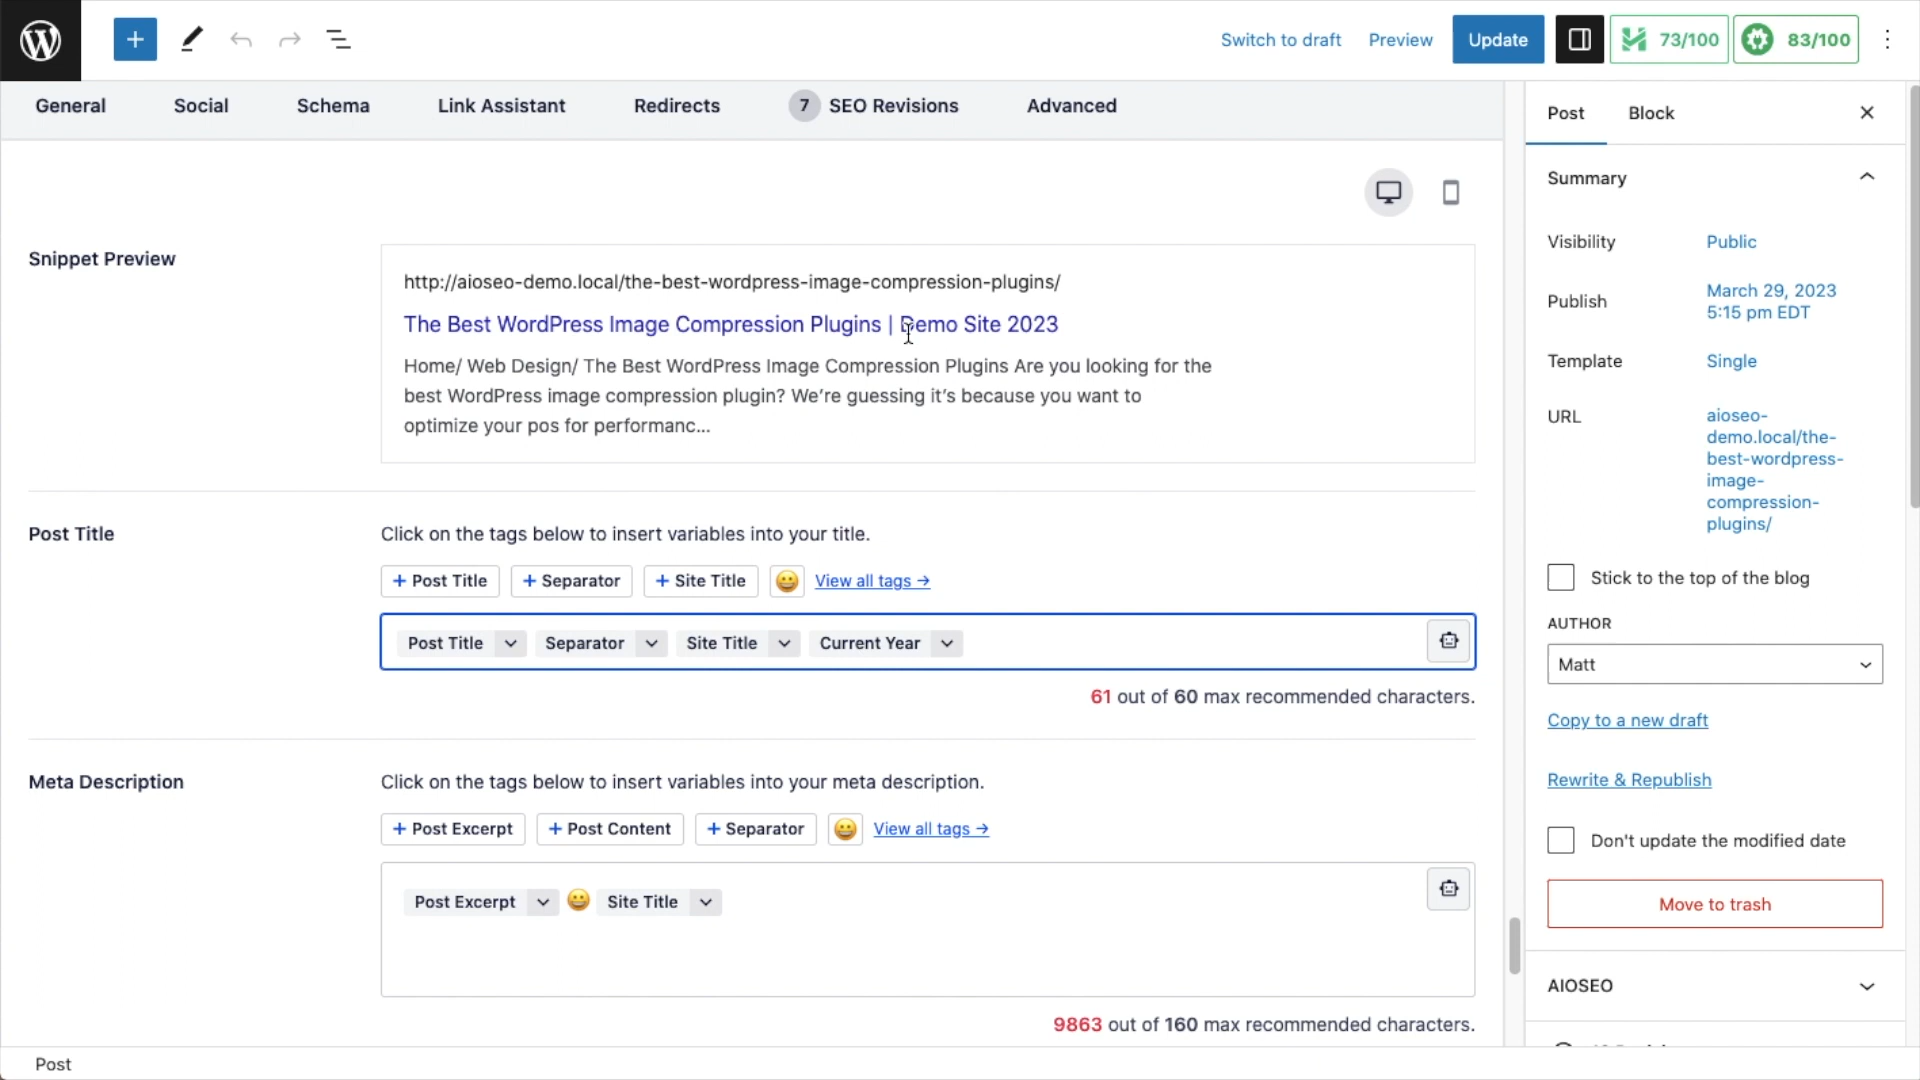 Switch to draft
Preview
Update
73/100
83/100
General
Social
Schema
Link Assistant
Redirects
7 SEO Revisions
Advanced
Snippet Preview
http://aioseo-demo.local/the-best-wordpress-image-compression-plugins/
The Best WordPress Image Compression Plugins | Demo Site 2023
Home/ Web Design/ The Best WordPress Image Compression Plugins Are you looking for the
best WordPress image compression plugin? We’re guessing it’s because you want to
optimize your pos for performanc...
Post Title
Click on the tags below to insert variables into your title.
+ Post Title
+ Separator
+ Site Title
😀
View all tags →
Post Title
Separator
Site Title
Current Year
61 out of 60 max recommended characters.
Meta Description
Click on the tags below to insert variables into your meta description.
+ Post Excerpt
+ Post Content
+ Separator
😀
View all tags →
Post Excerpt 😀 Site Title
9863 out of 160 max recommended characters.
Post
Post
Block
Summary
Visibility
Public
Publish
March 29, 2023
5:15 pm EDT
Template
Single
URL
aioseo-
demo.local/the-
best-wordpress-
image-
compression-
plugins/
Stick to the top of the blog
AUTHOR
Matt
Copy to a new draft
Rewrite & Republish
Don't update the modified date
Move to trash
AIOSEO